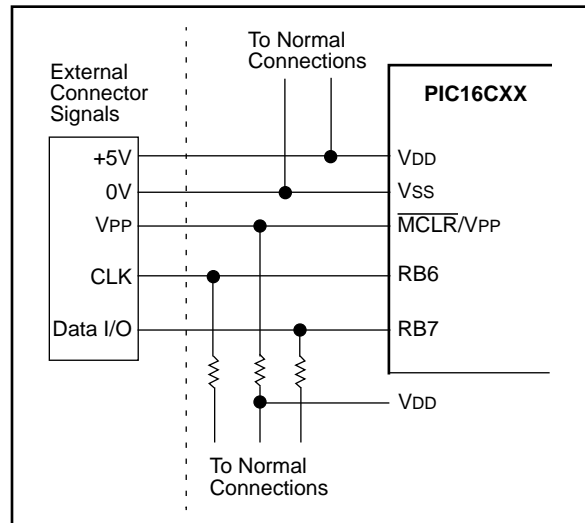 To Normal
Connections
External
Connector
Signals
PIC16CXX
+5V
VDD
0V
VSS
VPP
MCLR/VPP
CLK
RB6
Data I/O
RB7
VDD
To Normal
Connections